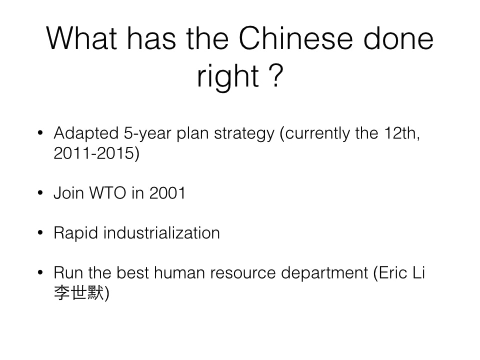 What has the Chinese done
right ?
• Adapted 5-year plan strategy (currently the 12th,
2011-2015)
• Join WTO in 2001
• Rapid industrialization
• Run the best human resource department (Eric Li
李世默)